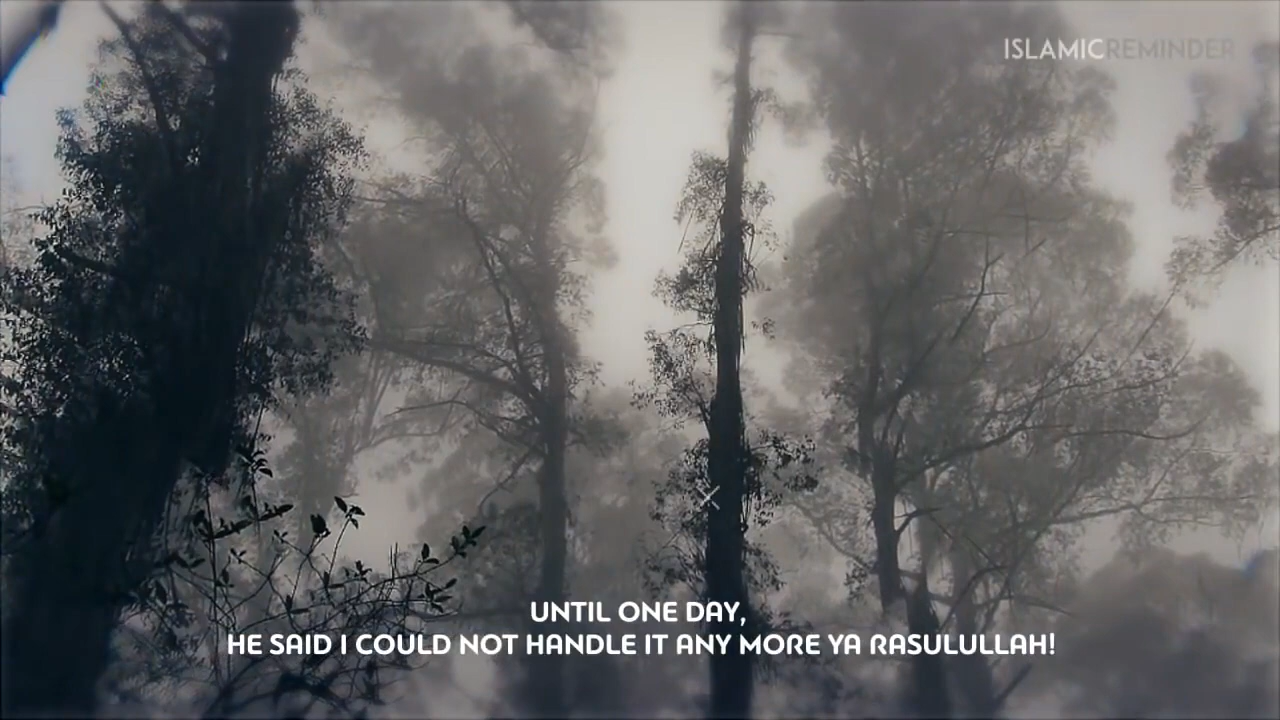 ISLAMICREMINDER
UNTIL ONE DAY,
HE SAID I COULD NOT HANDLE IT ANY MORE YA RASULULLAH!